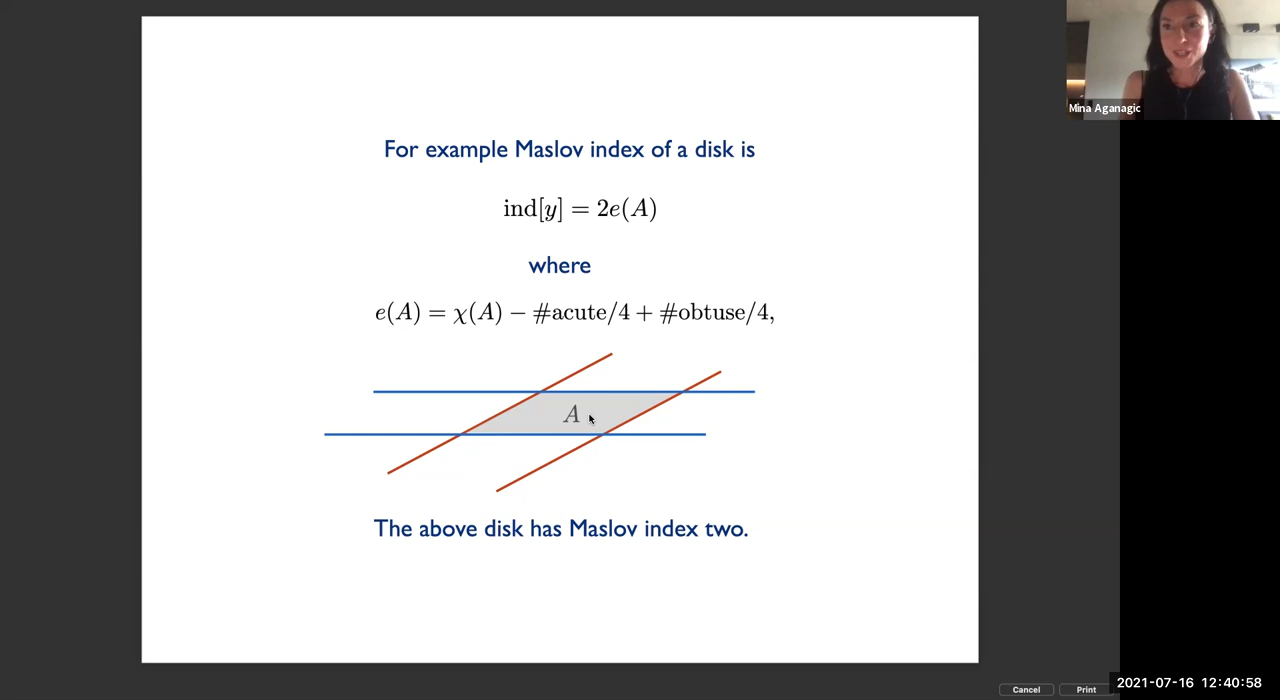 Mina Aganagic
For example Maslov index of a disk is
ind[y] = 2e(A)
where
e(A) = χ(A) − #acute/4 + #obtuse/4,
A
The above disk has Maslov index two.
Cancel
Print
2021-07-16 12:40:58